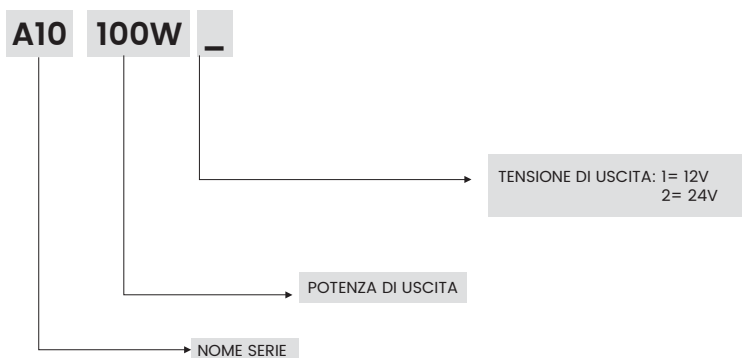 A10 100W _
TENSIONE DI USCITA: 1= 12V
2= 24V
POTENZA DI USCITA
NOME SERIE